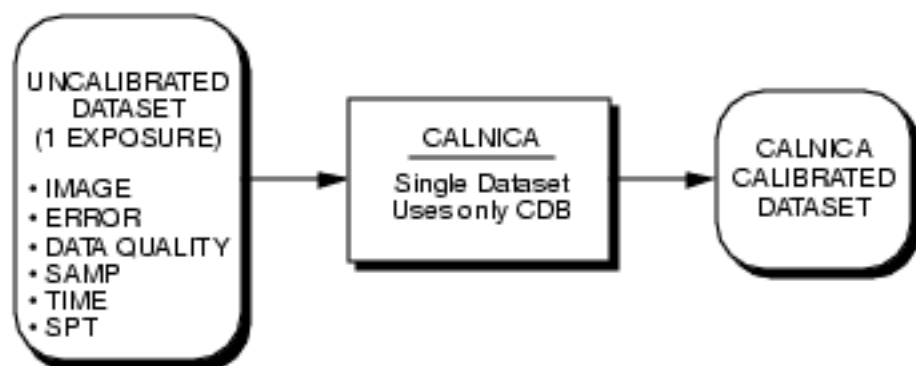 UNCALIBRATED
DATASET
(1 EXPOSURE)
• IMAGE
• ERROR
• DATA QUALITY
• SAMP
• TIME
• SPT
CALNICA
Single Dataset
Uses only CDB
CALNICA
CALIBRATED
DATASET